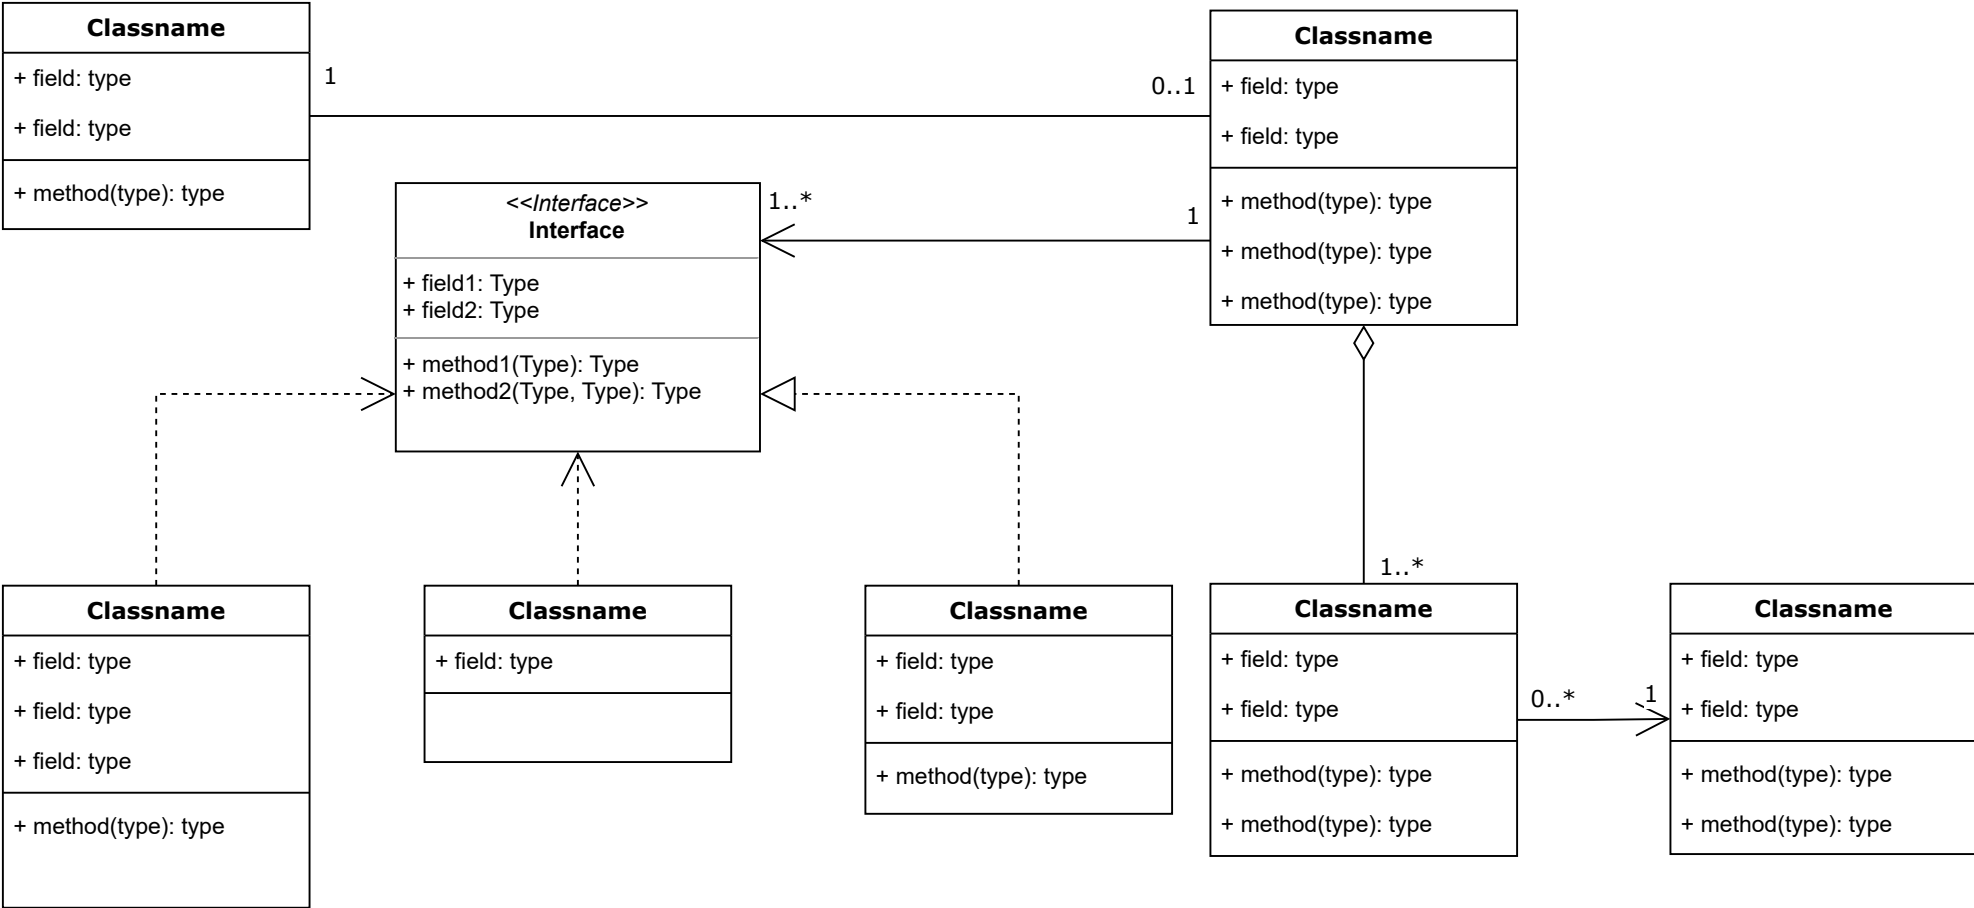 Classname
+ field: type
+ field: type
+ method(type): type
1
0..1
Classname
+ field: type
+ field: type
+ method(type): type
+ method(type): type
+ method(type): type
<<Interface>>
Interface
+ field1: Type
+ field2: Type
+ method1(Type): Type
+ method2(Type, Type): Type
1..*
1
1..*
Classname
+ field: type
+ field: type
+ field: type
+ method(type): type
Classname
+ field: type
Classname
+ field: type
+ field: type
+ method(type): type
Classname
+ field: type
+ field: type
+ method(type): type
+ method(type): type
0..*
1
Classname
+ field: type
+ field: type
+ method(type): type
+ method(type): type